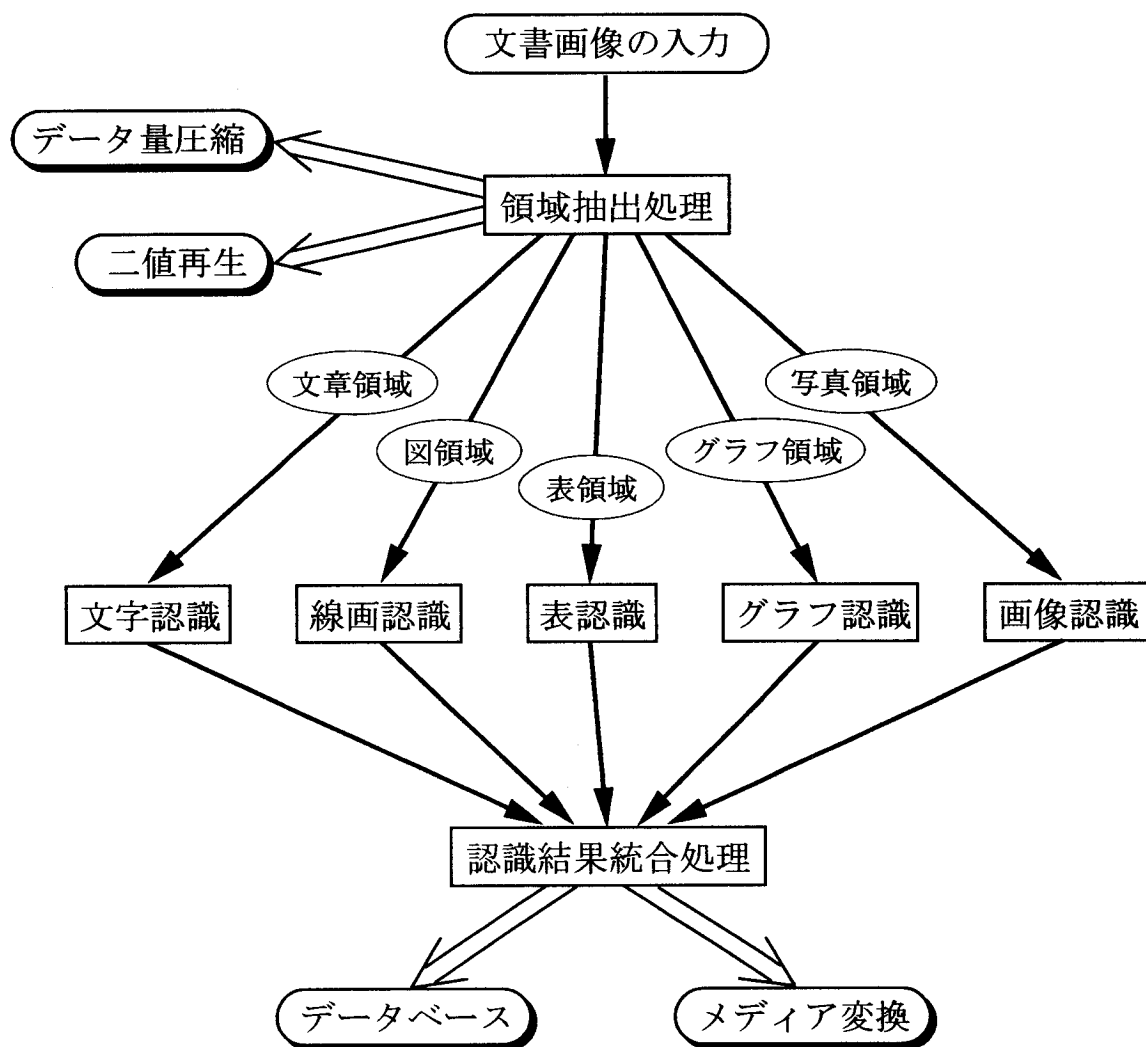 文書画像の入力
データ量圧縮
領域抽出処理
二値再生
文章領域
写真領域
図領域
グラフ領域
表領域
文字認識
線画認識
表認識
グラフ認識
画像認識
認識結果統合処理
データベース
メディア変換